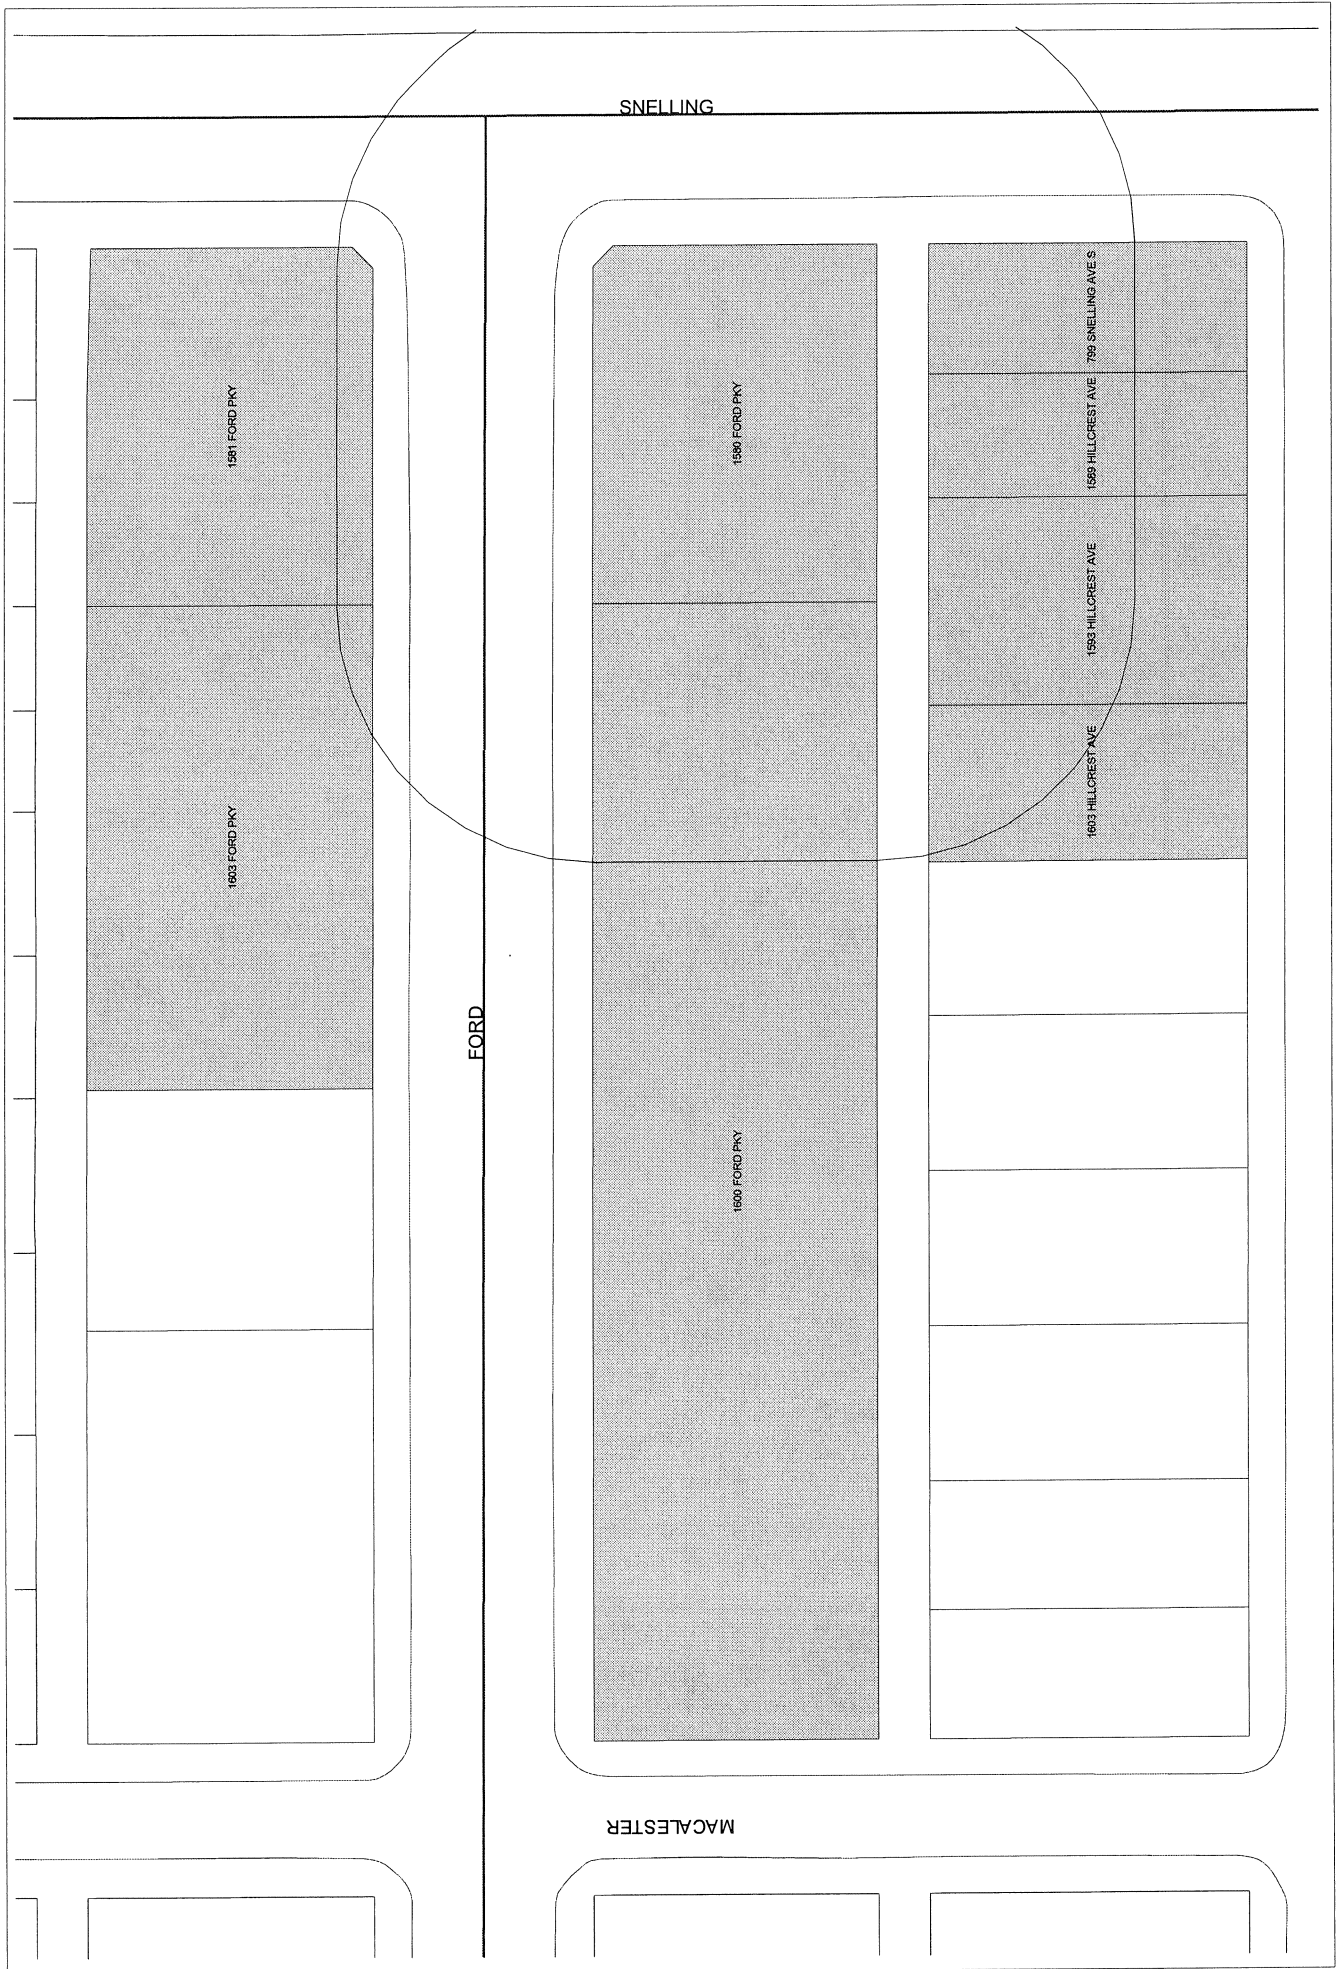 SNELLING
799 SNELLING AVE S
1581 FORD PKY
1580 FORD PKY
1589 HILLCREST AVE
1593 HILLCREST AVE
1603 FORD PKY
1603 HILLCREST AVE
FORD
1600 FORD PKY
MACALESTER